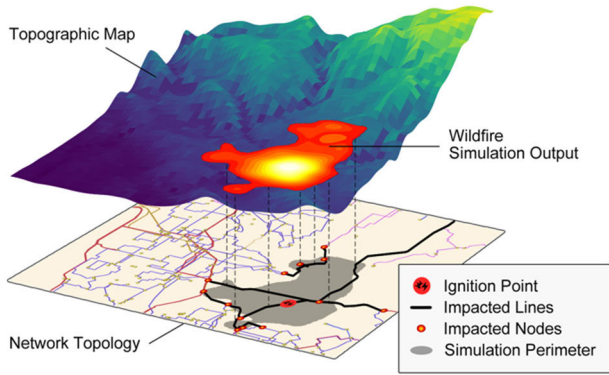 Topographic Map
Wildfire
Simulation Output
Network Topology
Ignition Point
Impacted Lines
Impacted Nodes
Simulation Perimeter